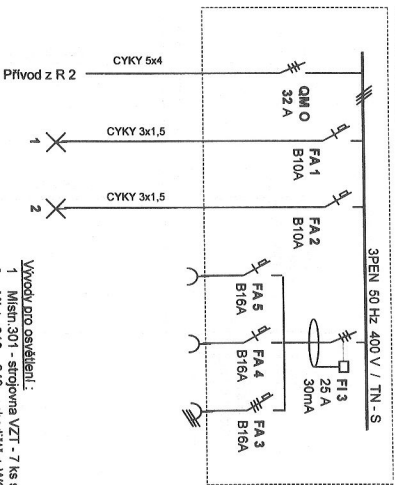 CYKY 5x4
Přívod z R 2
QM O
32 A
CYKY 3x1,5
1
FA 1
B10A
CYKY 3x1,5
2
FA 2
B10A
3PEN 50 Hz 400 V / TN - S
FI 3
25 A
30mA
FA 5
B16A
FA 4
B16A
FA 3
B16A
Vývody pro osvětlení :
1 Místn.301 - strojovna VZT - 7 ks